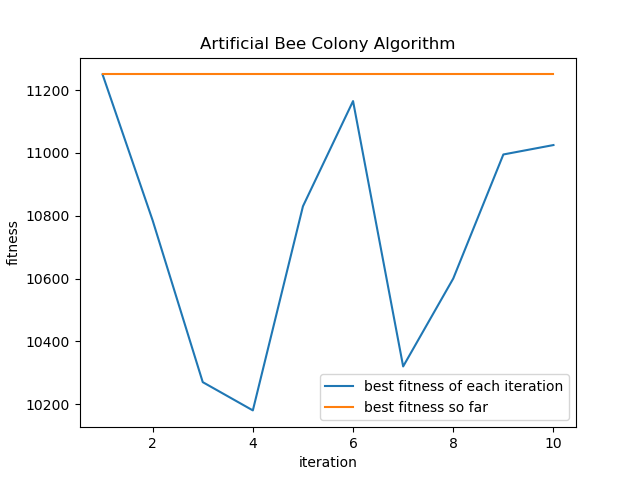 Artificial Bee Colony Algorithm
fitness
11200
11000
10800
10600
10400
10200
2 4 6 8 10
iteration
best fitness of each iteration
best fitness so far